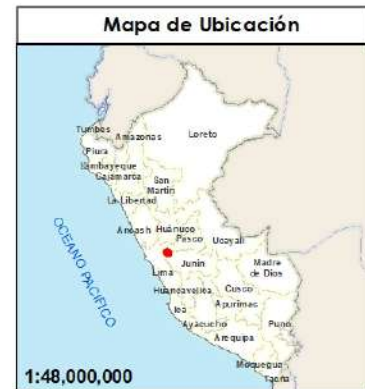 Mapa de Ubicación
Tumbes
Amazonas
Loreto
Piura
Lambayeque
Cajamarca
San
Martin
La Libertad
Ancash
Huánuco
Pasco
Ucayali
OCEANO PACIFICO
Lima
Junin
Madre
de Dios
Huancavelica
Cusco
Ica
Apurimac
Ayacucho
Puno
Arequipa
Moquegua
Tacna
1:48,000,000